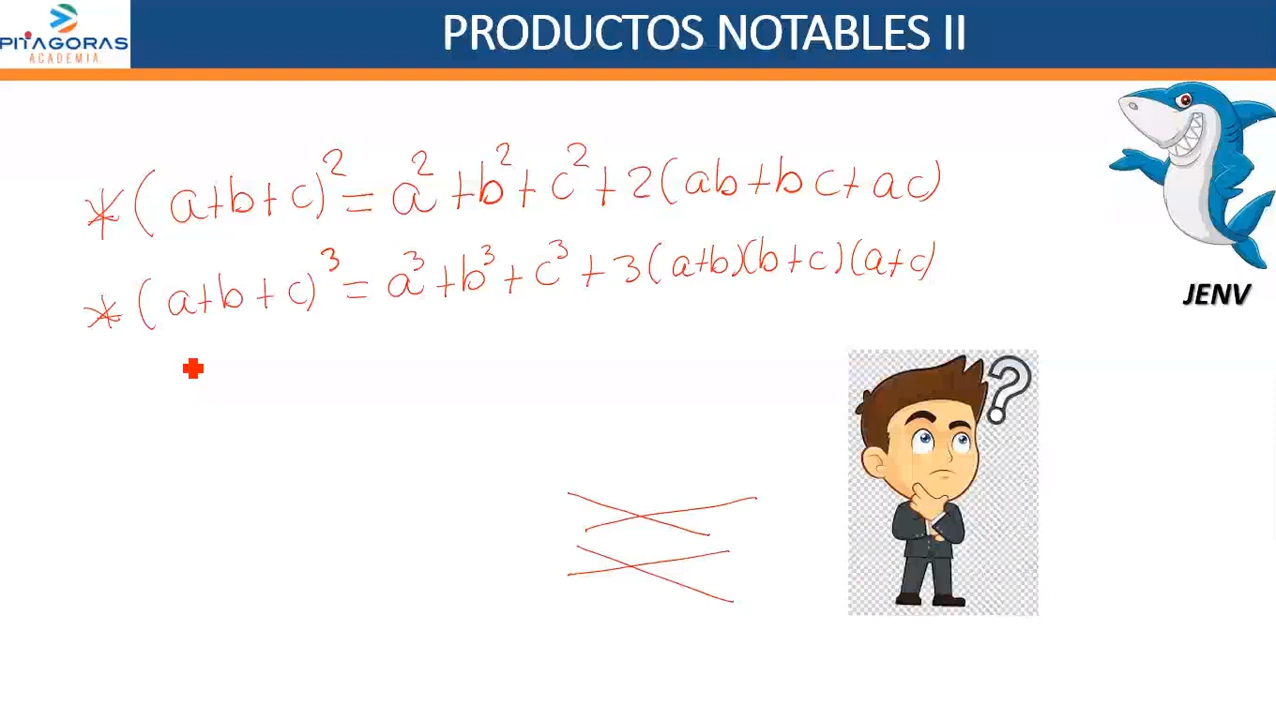 PITAGORAS
ACADEMIA
PRODUCTOS NOTABLES II
*(a+b+c)²=a²+b²+c²+2(ab+bc+ac)
*(a+b+c)³=a³+b³+c³+3(a+b)(b+c)(a+c)
JENV
?